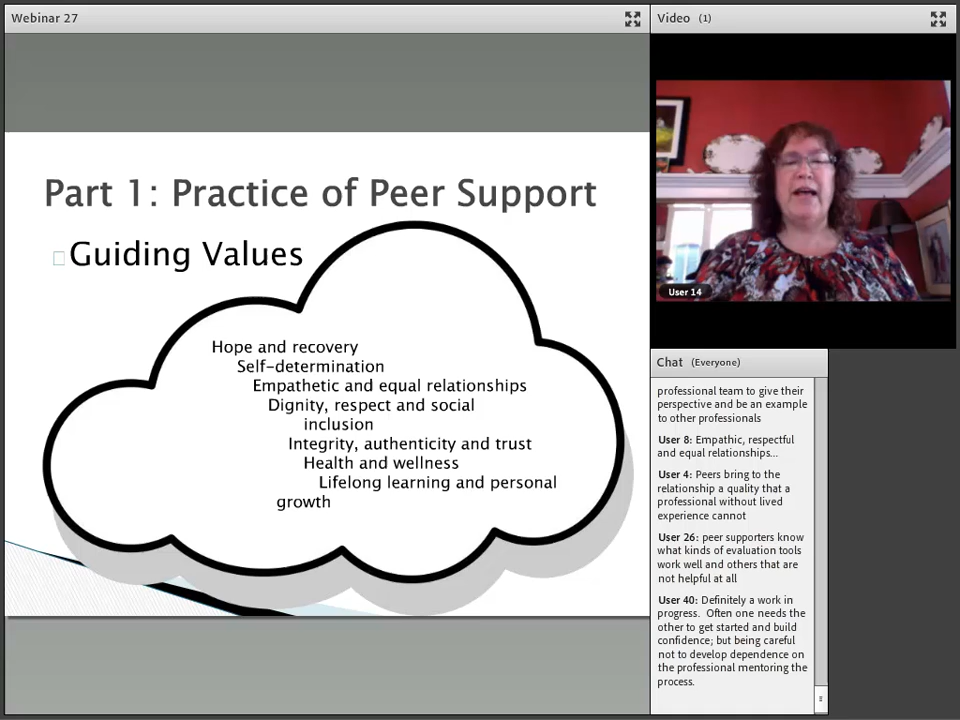 Webinar 27
Part 1: Practice of Peer Support
Guiding Values
Hope and recovery
Self-determination
Empathetic and equal relationships
Dignity, respect and social
inclusion
Integrity, authenticity and trust
Health and wellness
Lifelong learning and personal
growth
Video (1)
User 14
Chat (Everyone)
professional team to give their
perspective and be an example
to other professionals
User 8: Empathic, respectful
and equal relationships...
User 4: Peers bring to the
relationship a quality that a
professional without lived
experience cannot
User 26: peer supporters know
what kinds of evaluation tools
work well and others that are
not helpful at all
User 40: Definitely a work in
progress. Often one needs the
other to get started and build
confidence; but being careful
not to develop dependence on
the professional mentoring the
process.